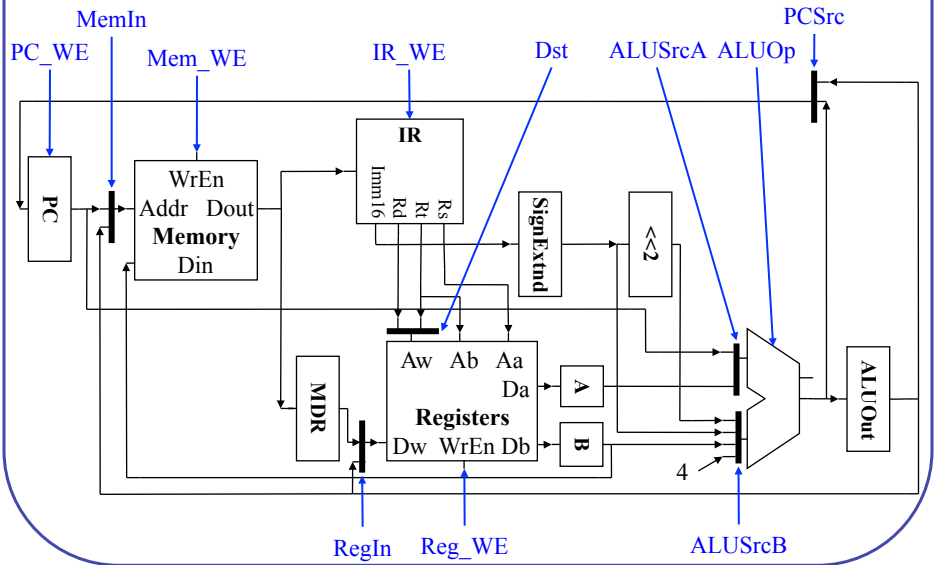 MemIn
PCSrc
PC_WE
Mem_WE
IR_WE
Dst
ALUSrcA ALUOp
IR
Imm16
Rd
Rt
Rs
PC
WrEn
Addr Dout
Memory
Din
SignExtnd
<<2
Aw Ab Aa
Da
Registers
Dw WrEn Db
MDR
A
B
4
ALUOut
RegIn
Reg_WE
ALUSrcB